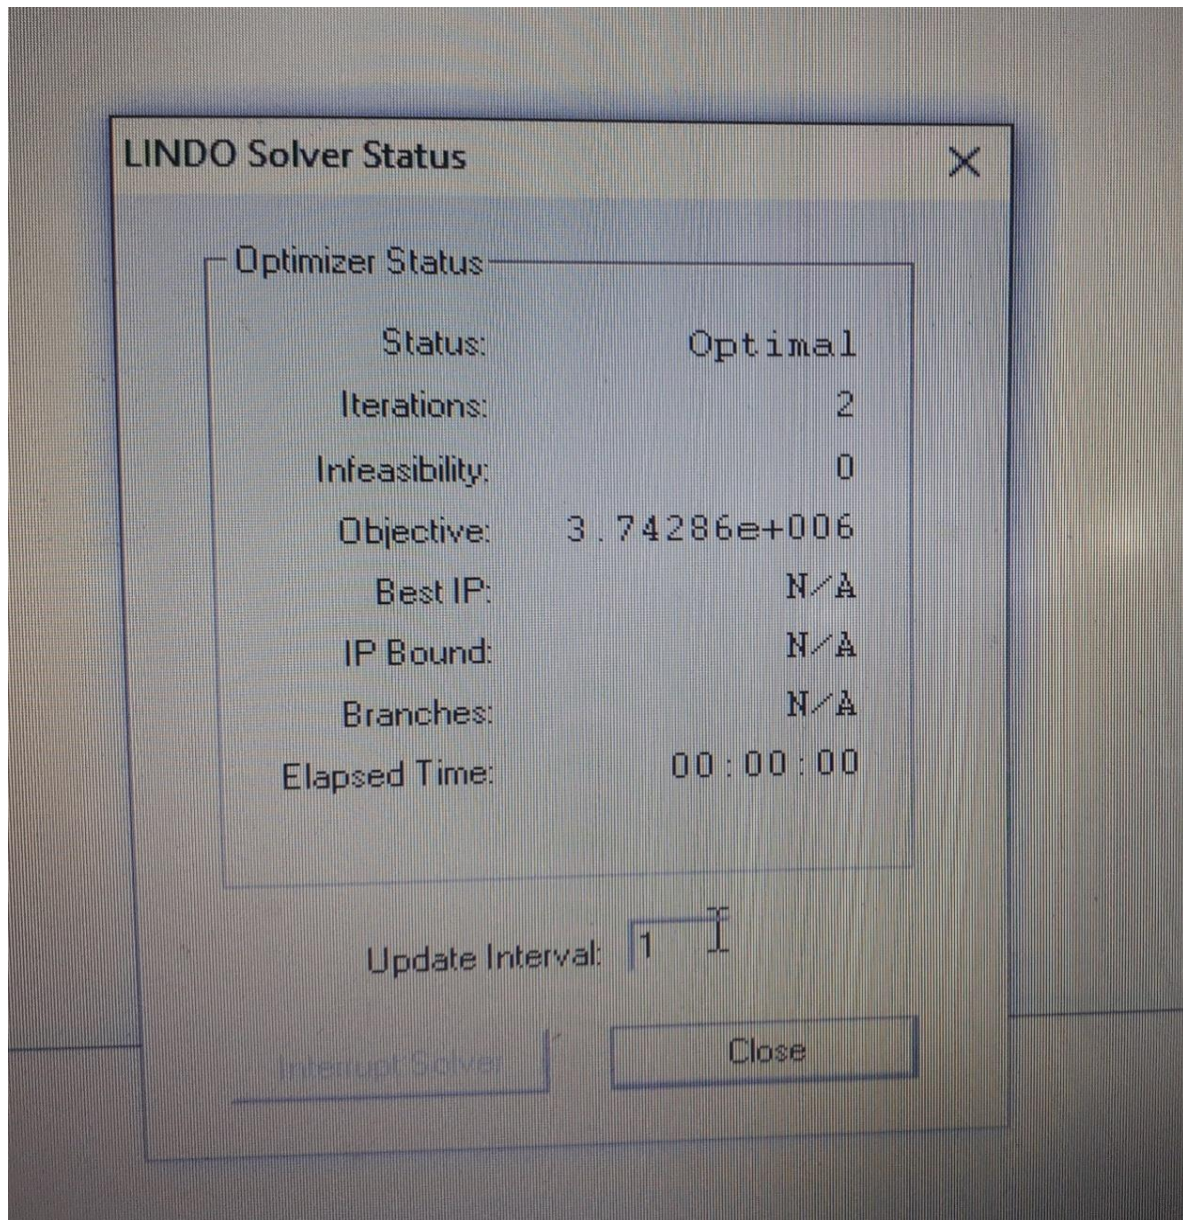 LINDO Solver Status
Optimizer Status
Status: Optimal
Iterations: 2
Infeasibility: 0
Objective: 3.74286e+006
Best IP: N/A
IP Bound: N/A
Branches: N/A
Elapsed Time: 00:00:00
Update Interval: 1
Interrupt Solver Close